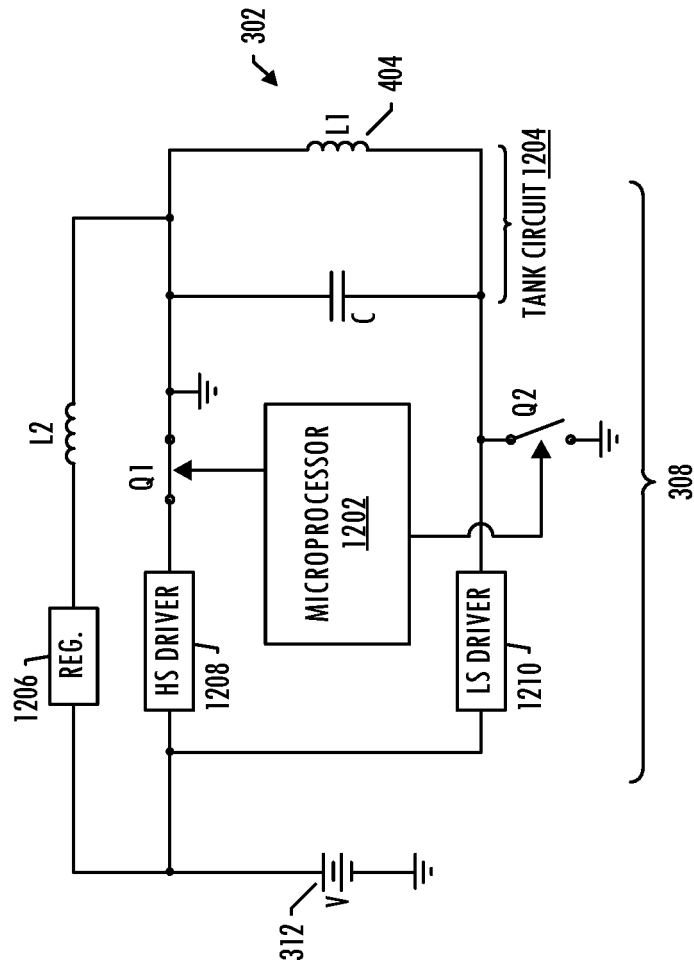 302
L2
REG.
1206
Q1
HS DRIVER
1208
L1
404
C
MICROPROCESSOR
1202
TANK CIRCUIT 1204
312
V
LS DRIVER
1210
Q2
308